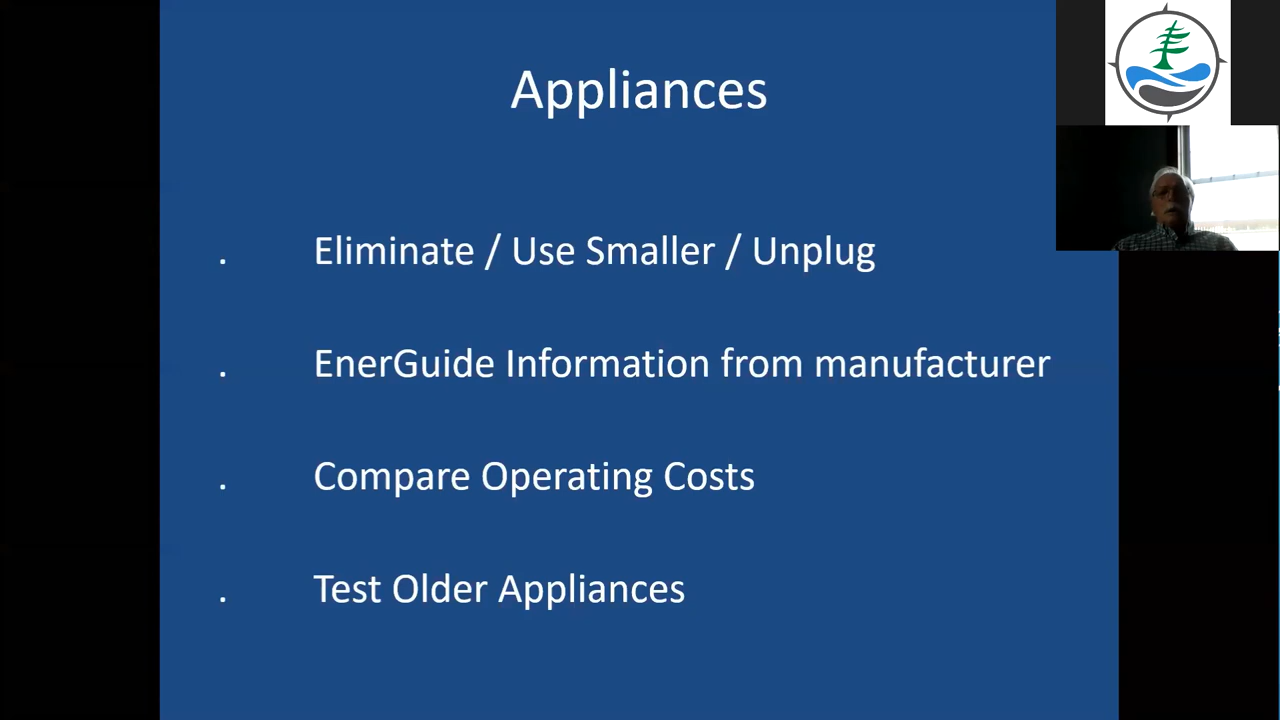 Appliances
. Eliminate / Use Smaller / Unplug
. EnerGuide Information from manufacturer
. Compare Operating Costs
. Test Older Appliances